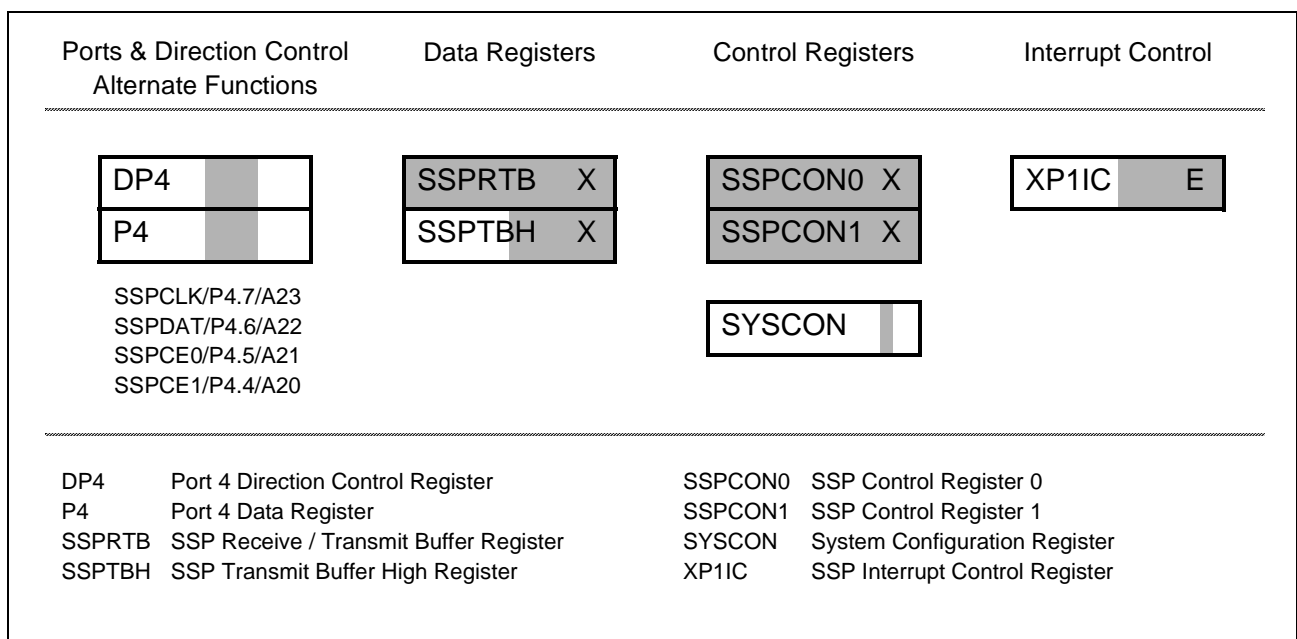 Ports & Direction Control
Alternate Functions
Data Registers
Control Registers
Interrupt Control
DP4
P4
SSPCLK/P4.7/A23
SSPDAT/P4.6/A22
SSPCE0/P4.5/A21
SSPCE1/P4.4/A20
SSPRTB X
SSPTBH X
SSPCON0 X
SSPCON1 X
SYSCON
XP1IC E
DP4 Port 4 Direction Control Register
P4 Port 4 Data Register
SSPRTB SSP Receive / Transmit Buffer Register
SSPTBH SSP Transmit Buffer High Register
SSPCON0 SSP Control Register 0
SSPCON1 SSP Control Register 1
SYSCON System Configuration Register
XP1IC SSP Interrupt Control Register